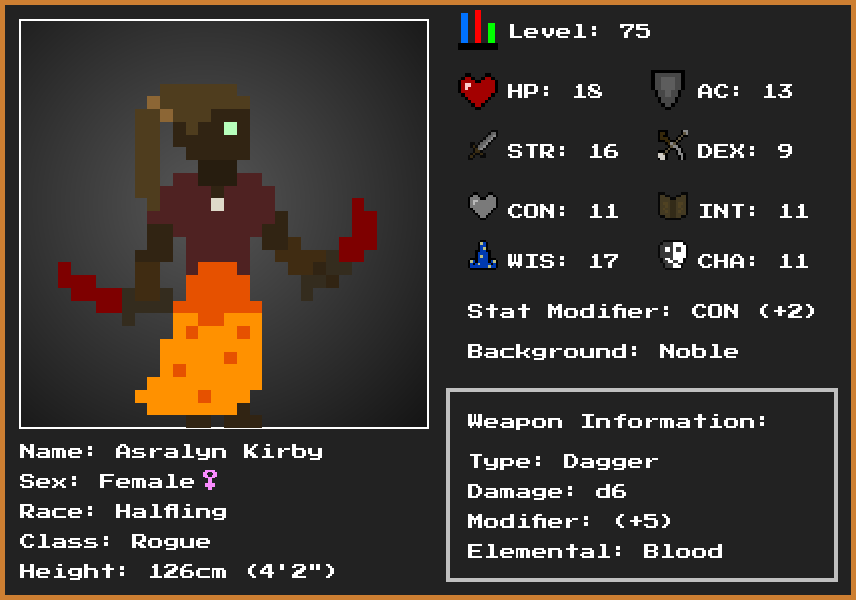 Level: 75
HP: 18 AC: 13
STR: 16 DEX: 9
CON: 11 INT: 11
WIS: 17 CHA: 11
Stat Modifier: CON (+2)
Background: Noble
Weapon Information:
Type: Dagger
Damage: d6
Modifier: (+5)
Elemental: Blood
Name: Asralyn Kirby
Sex: Female♀
Race: Halfling
Class: Rogue
Height: 126cm (4'2")